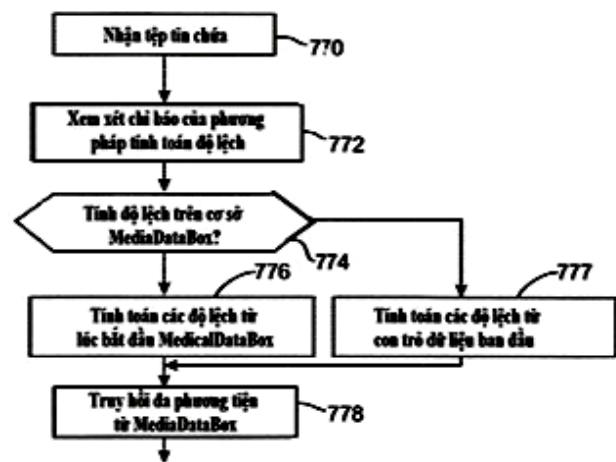 Nhận tệp tin chứa
770
Xem xét chỉ báo của phương
pháp tính toán độ lệch
772
Tính độ lệch trên cơ sở
MediaDataBox?
774
776
Tính toán các độ lệch từ
lóc bắt đầu MedicalDataBox
777
Tính toán các độ lệch từ
con trỏ dữ liệu ban đầu
Truy hồi đa phương tiện
từ MediaDataBox
778